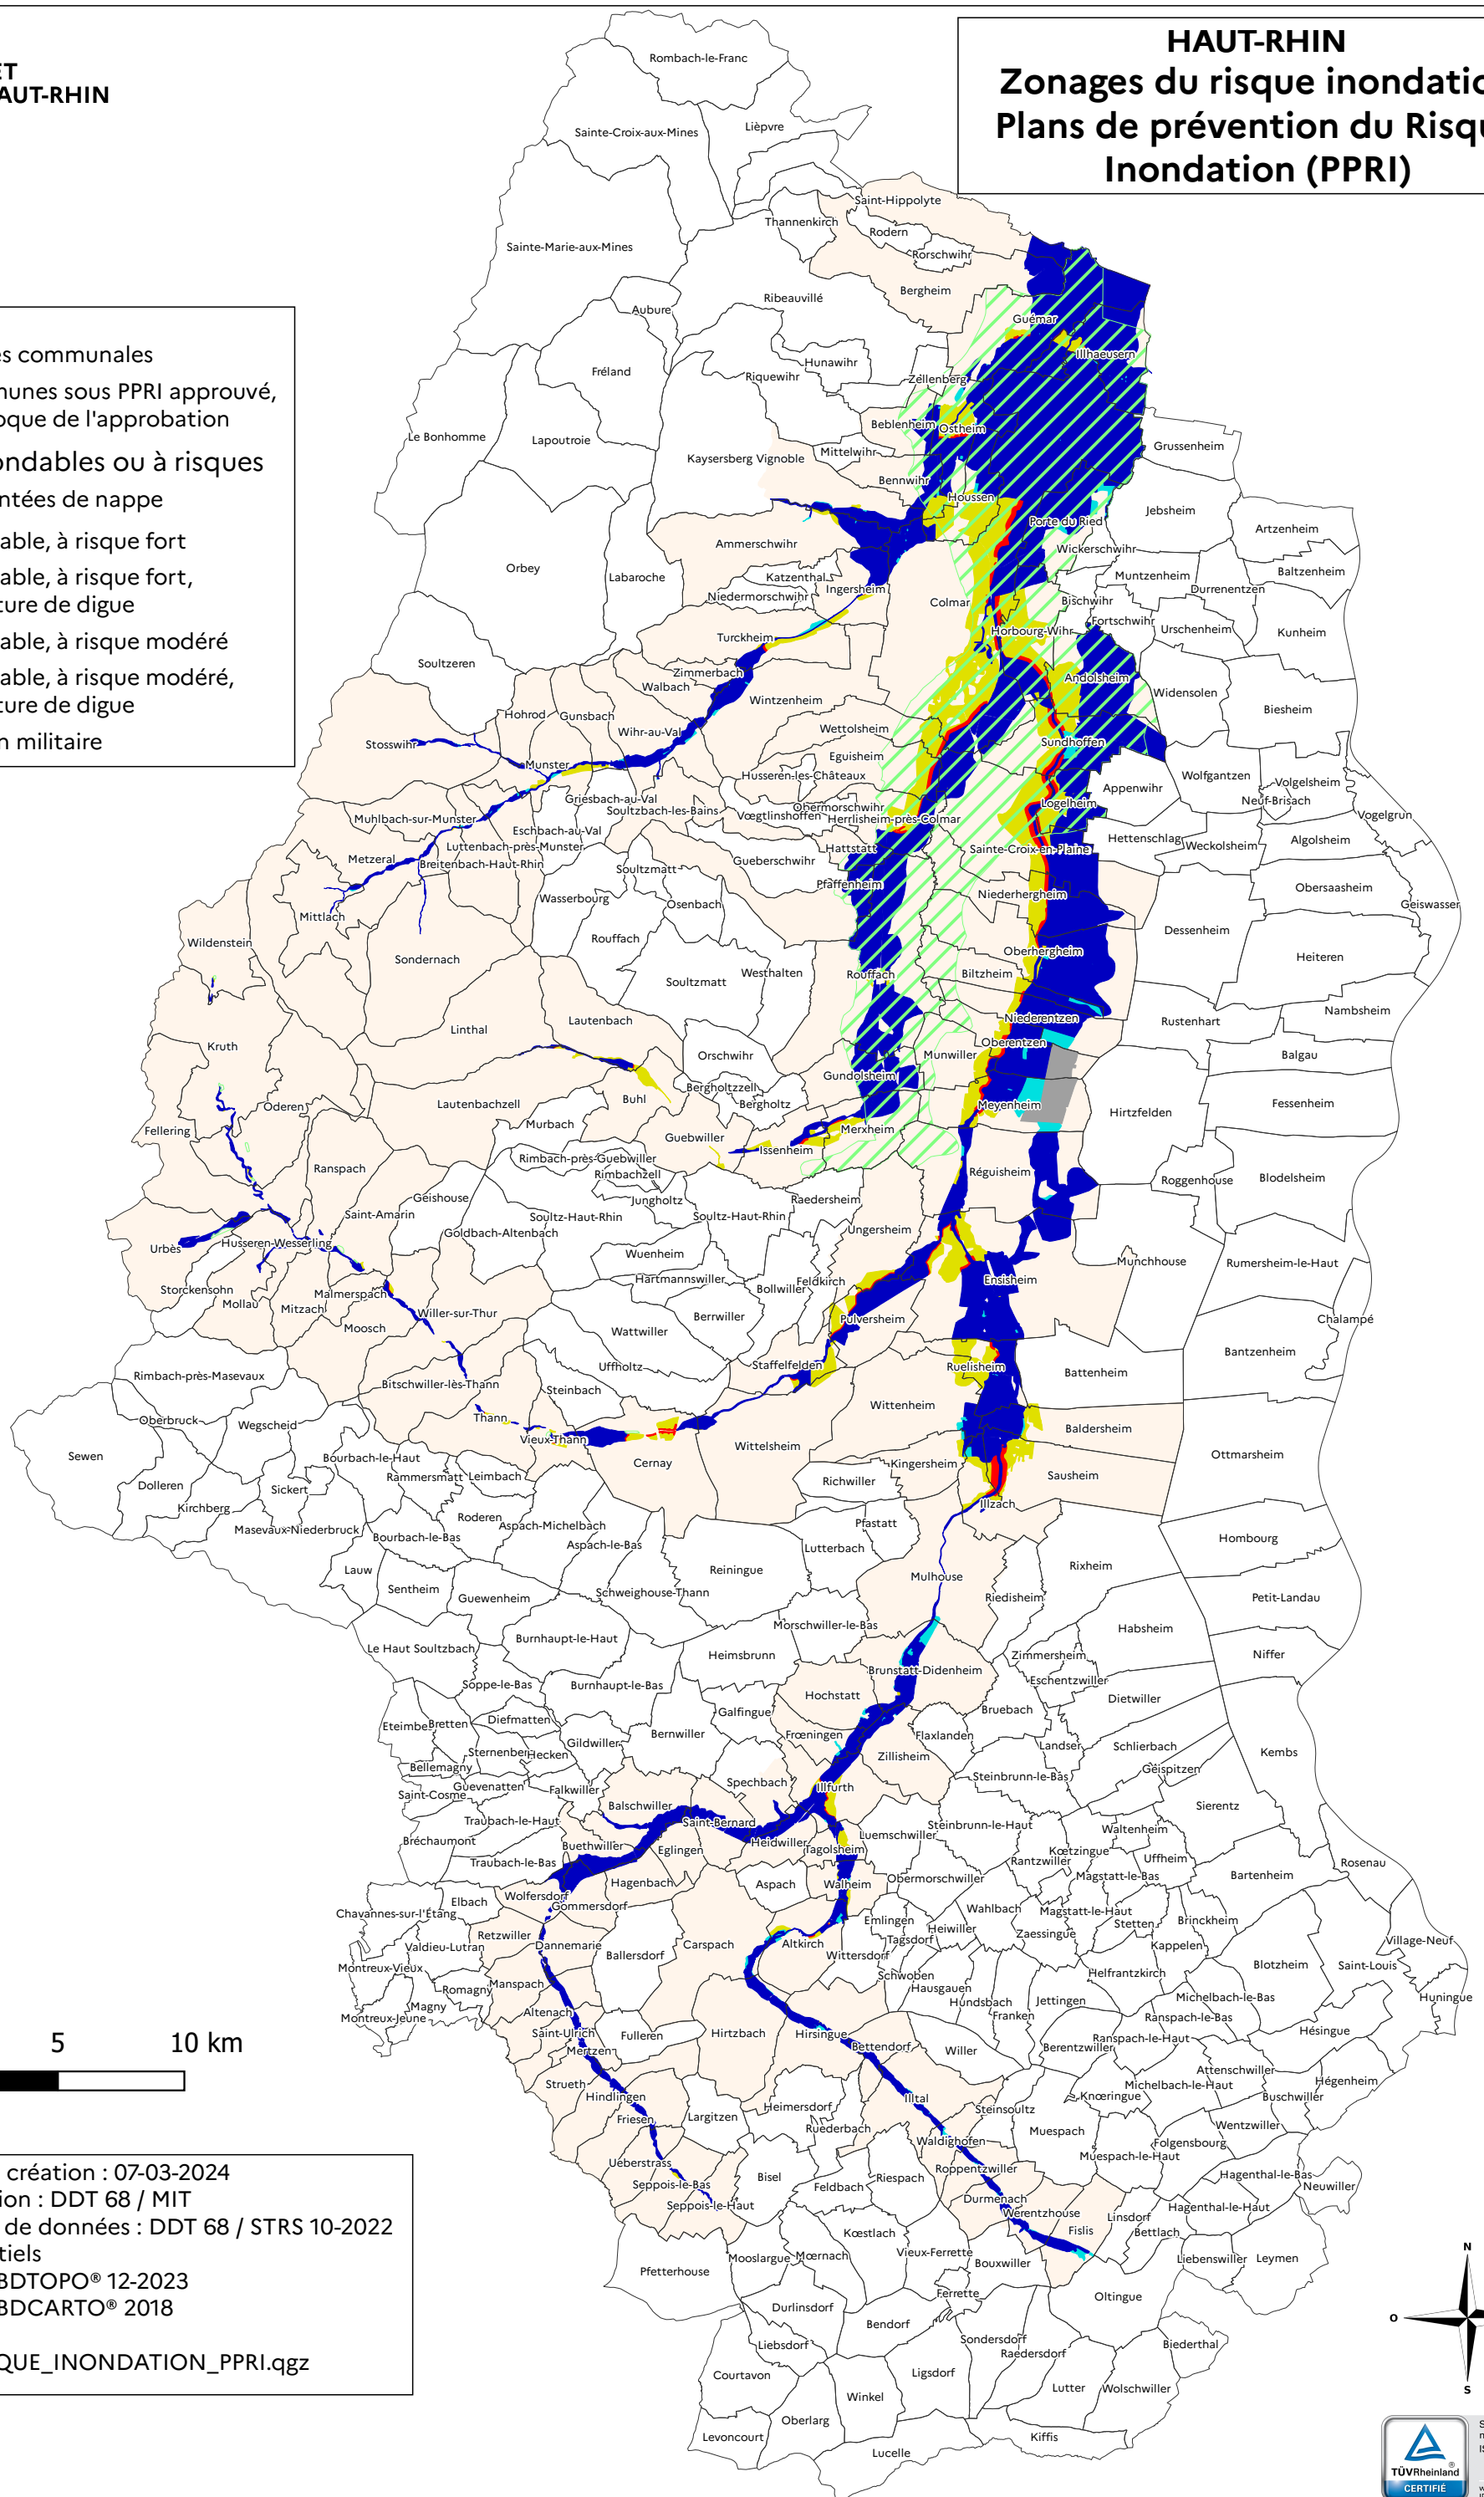 ET
AUT-RHIN
HAUT-RHIN
Zonages du risque inondatio
Plans de prévention du Risqu
Inondation (PPRI)
es communales
munes sous PPRI approuvé,
oque de l'approbation
ondables ou à risques
ntées de nappe
able, à risque fort
able, à risque fort,
ture de digue
able, à risque modéré
able, à risque modéré,
ture de digue
n militaire
Rombach-le-Franc
Sainte-Croix-aux-Mines
Lièpvre
Saint-Hippolyte
Thannenkirch
Rodern
Sainte-Marie-aux-Mines
Rorschwihr
Bergheim
Ribeauvillé
Aubure
Guémar
Illhaeusern
Hunawihr
Fréland
Riquewihr
Zellenberg
Beblenheim
Ostheim
Le Bonhomme
Lapoutroie
Grussenheim
Mittelwihr
Kaysersberg Vignoble
Bennwihr
Houssen
Jebsheim
Porte du Ried
Artzenheim
Ammerschwihr
Wickerschwihr
Orbey
Labaroche
Katzenthal
Muntzenheim
Baltzenheim
Ingersheim
Durrenentzen
Niedermorschwihr
Colmar
Bischwihr
Fortschwihr
Horbourg-Wihr
Urschenheim
Kunheim
Turckheim
Soultzeren
Zimmerbach
Walbach
Andolsheim
Widensolen
Wintzenheim
Biesheim
Hohrod
Gunsbach
Wihr-au-Val
Wettolsheim
Stosswihr
Sundhoffen
Eguisheim
Munster
Husseren-les-Châteaux
Wolfgantzen
Volgelsheim
Appenwihr
Griesbach-au-Val
Neuf-Brisach
Obermorschwihr
Logelheim
Soultzbach-les-Bains
Vœgtlinshoffen
Herrlisheim-près-Colmar
Vogelgrun
Muhlbach-sur-Munster
Eschbach-au-Val
Hettenschlag
Algolsheim
Luttenbach-près-Munster
Hattstatt
Sainte-Croix-en-Plaine
Weckolsheim
Metzeral
Breitenbach-Haut-Rhin
Gueberschwihr
Soultzmatt
Pfaffenheim
Obersaasheim
Niederhergheim
Wasserbourg
Osenbach
Geiswasser
Mittlach
Dessenheim
Wildenstein
Rouffach
Oberhergheim
Heiteren
Sondernach
Westhalten
Rouffach
Biltzheim
Soultzmatt
Nambsheim
Niederentzen
Rustenhart
Lautenbach
Linthal
Oberentzen
Kruth
Orschwihr
Munwiller
Balgau
Gundolsheim
Bergholtzzell
Buhl
Lautenbachzell
Bergholtz
Meyenheim
Fessenheim
Oderen
Hirtzfelden
Murbach
Fellering
Merxheim
Guebwiller
Issenheim
Rimbach-près-Guebwiller
Ranspach
Rimbachzell
Réguisheim
Roggenhouse
Blodelsheim
Geishouse
Jungholtz
Raedersheim
Saint-Amarin
Soultz-Haut-Rhin
Soultz-Haut-Rhin
Goldbach-Altenbach
Ungersheim
Urbès
Husseren-Wesserling
Wuenheim
Munchhouse
Rumersheim-le-Haut
Storckensohn
Hartmannswiller
Feldkirch
Ensisheim
Malmerspach
Bollwiller
Mollau
Mitzach
Willer-sur-Thur
Berrwiller
Pulversheim
Chalampé
Moosch
Wattwiller
Bantzenheim
Uffholtz
Staffelfelden
Ruelisheim
Battenheim
Rimbach-près-Masevaux
Bitschwiller-lès-Thann
Steinbach
Wittenheim
Oberbruck
Wegscheid
Thann
Baldersheim
Vieux-Thann
Wittelsheim
Sewen
Bourbach-le-Haut
Cernay
Ottmarsheim
Kingersheim
Dolleren
Sickert
Rammersmatt
Leimbach
Richwiller
Sausheim
Kirchberg
Illzach
Masevaux-Niederbruck
Roderen
Aspach-Michelbach
Pfastatt
Bourbach-le-Bas
Aspach-le-Bas
Lutterbach
Hombourg
Lauw
Reiningue
Rixheim
Sentheim
Mulhouse
Guewenheim
Schweighouse-Thann
Riedisheim
Petit-Landau
Morschwiller-le-Bas
Habsheim
Le Haut Soultzbach
Burnhaupt-le-Haut
Heimsbrunn
Zimmersheim
Niffer
Brunstatt-Didenheim
Eschentzwiller
Soppe-le-Bas
Burnhaupt-le-Bas
Hochstatt
Dietwiller
Galfingue
Bruebach
Eteimbe
Bretten
Diefmatten
Bernwiller
Frœningen
Flaxlanden
Gildwiller
Landser
Schlierbach
Sternenber
Hecken
Zillisheim
Kembs
Bellemagny
Steinbrunn-le-Bas
Geispitzen
Guevenatten
Falkwiller
Spechbach
Illfurth
Saint-Cosme
Balschwiller
Sierentz
Traubach-le-Haut
Saint-Bernard
Steinbrunn-le-Haut
Waltenheim
Bréchaumont
Buethwiller
Eglingen
Heidwiller
Luemschwiller
Tagolsheim
Kœtzingue
Uffheim
Traubach-le-Bas
Rantzwiller
Rosenau
Hagenbach
Aspach
Walheim
Obermorschwiller
Magstatt-le-Bas
Bartenheim
Wolfersdorf
Elbach
Gommersdorf
Wahlbach
Magstatt-le-Haut
Chavannes-sur-l'Étang
Emlingen
Stetten
Brinckheim
Heiwiller
Retzwiller
Carspach
Altkirch
Tagsdorf
Zaessingue
Village-Neuf
Valdieu-Lutran
Dannemarie
Ballersdorf
Wittersdorf
Kappelen
Montreux-Vieux
Schwoben
Helfrantzkirch
Blotzheim
Saint-Louis
Romagny
Manspach
Hausgauen
Michelbach-le-Bas
Huningue
Magny
Hundsbach
Jettingen
Montreux-Jeune
Altenach
Franken
Ranspach-le-Bas
Saint-Ulrich
Fulleren
Hirtzbach
Hirsingue
Hésingue
Mertzen
Bettendorf
Willer
Berentzwiller
Ranspach-le-Haut
Attenschwiller
Strueth
Michelbach-le-Haut
Hégenheim
Hindlingen
Illtal
Knœringue
Buschwiller
Friesen
Largitzen
Heimersdorf
Steinsoultz
Ruederbach
Muespach
Wentzwiller
Waldighofen
Folgensbourg
Ueberstrass
Muespach-le-Haut
Roppentzwiller
Hagenthal-le-Bas
Seppois-le-Bas
Bisel
Riespach
Feldbach
Neuwiller
Seppois-le-Haut
Durmenach
Hagenthal-le-Haut
Werentzhouse
Linsdorf
Kœstlach
Fislis
Bettlach
Mooslargue
Mœrnach
Vieux-Ferrette
Liebenswiller
Leymen
Pfetterhouse
Bouxwiller
Ferrette
Oltingue
Durlinsdorf
Bendorf
Liebsdorf
Sondersdorf
Biederthal
Raedersdorf
Courtavon
Ligsdorf
Lutter
Wolschwiller
Winkel
Oberlarg
Levoncourt
Kiffis
Lucelle
5 10 km
création : 07-03-2024
ion : DDT 68 / MIT
de données : DDT 68 / STRS 10-2022
tiels
BDTOPO® 12-2023
BDCARTO® 2018
QUE_INONDATION_PPRI.qgz
N
O
S
TÜVRheinland
®
CERTIFIÉ